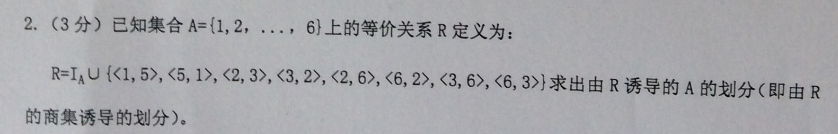 2.（3分）已知集合 A={1,2, ..., 6}上的等价关系 R 定义为：
R=I_A∪{<1,5>,<5,1>,<2,3>,<3,2>,<2,6>,<6,2>,<3,6>,<6,3>}求出由 R 诱导的 A 的划分(即由 R
的商集诱导的划分）。